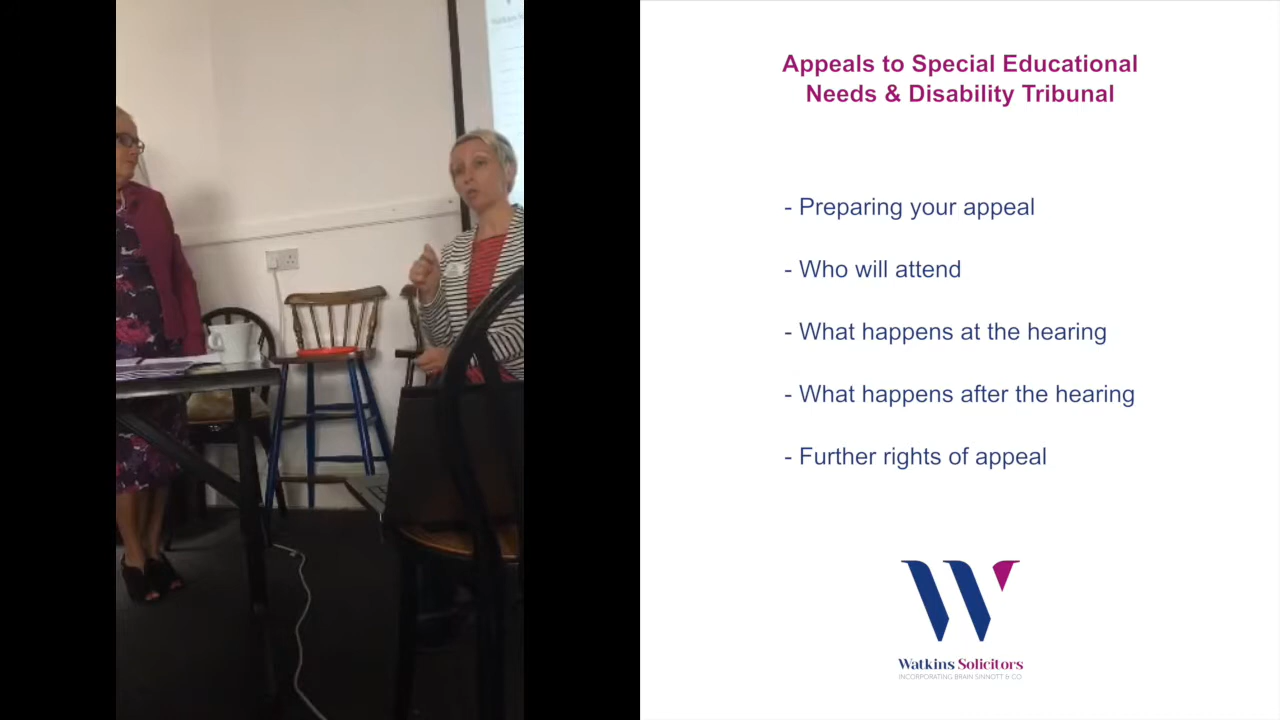 Appeals to Special Educational
Needs & Disability Tribunal
- Preparing your appeal
- Who will attend
- What happens at the hearing
- What happens after the hearing
- Further rights of appeal
W
Watkins Solicitors
INCORPORATING BRAIN SINNOTT & CO